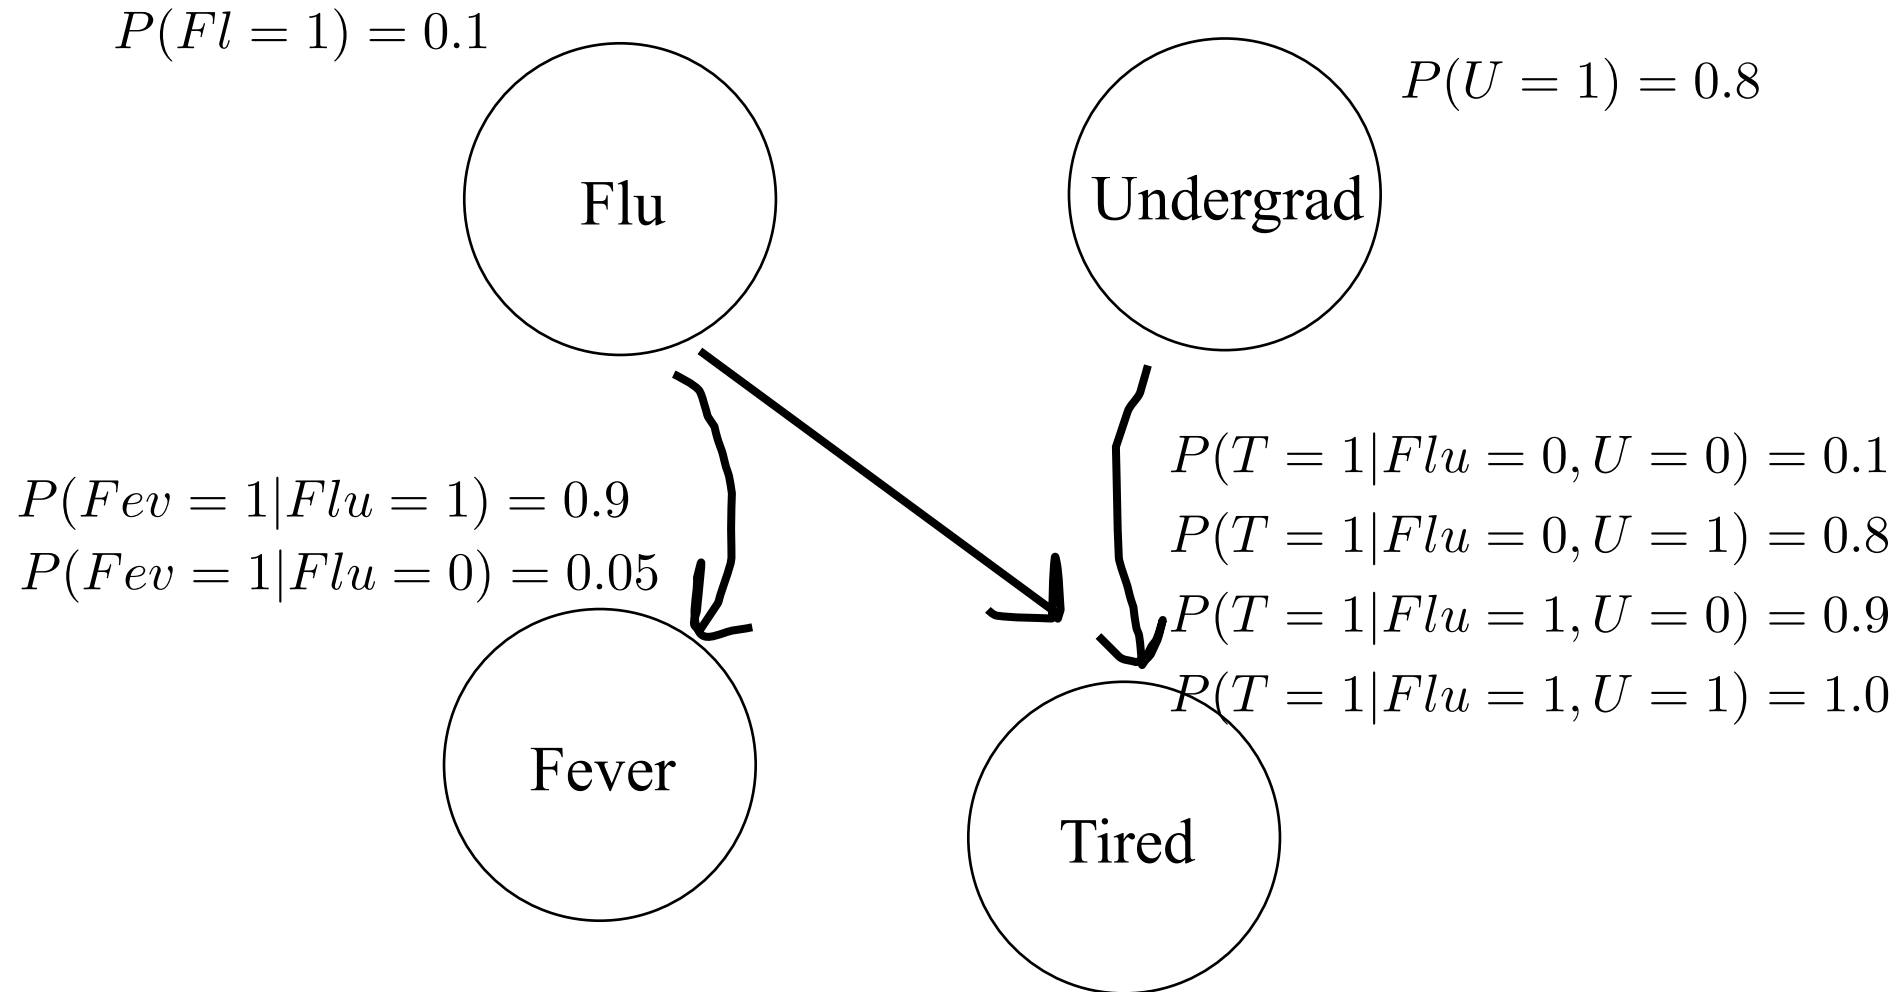 P(Fl = 1) = 0.1
P(U = 1) = 0.8
Flu
Undergrad
P(T = 1|Flu = 0, U = 0) = 0.1
P(Fev = 1|Flu = 1) = 0.9
P(T = 1|Flu = 0, U = 1) = 0.8
P(Fev = 1|Flu = 0) = 0.05
P(T = 1|Flu = 1, U = 0) = 0.9
P(T = 1|Flu = 1, U = 1) = 1.0
Fever
Tired